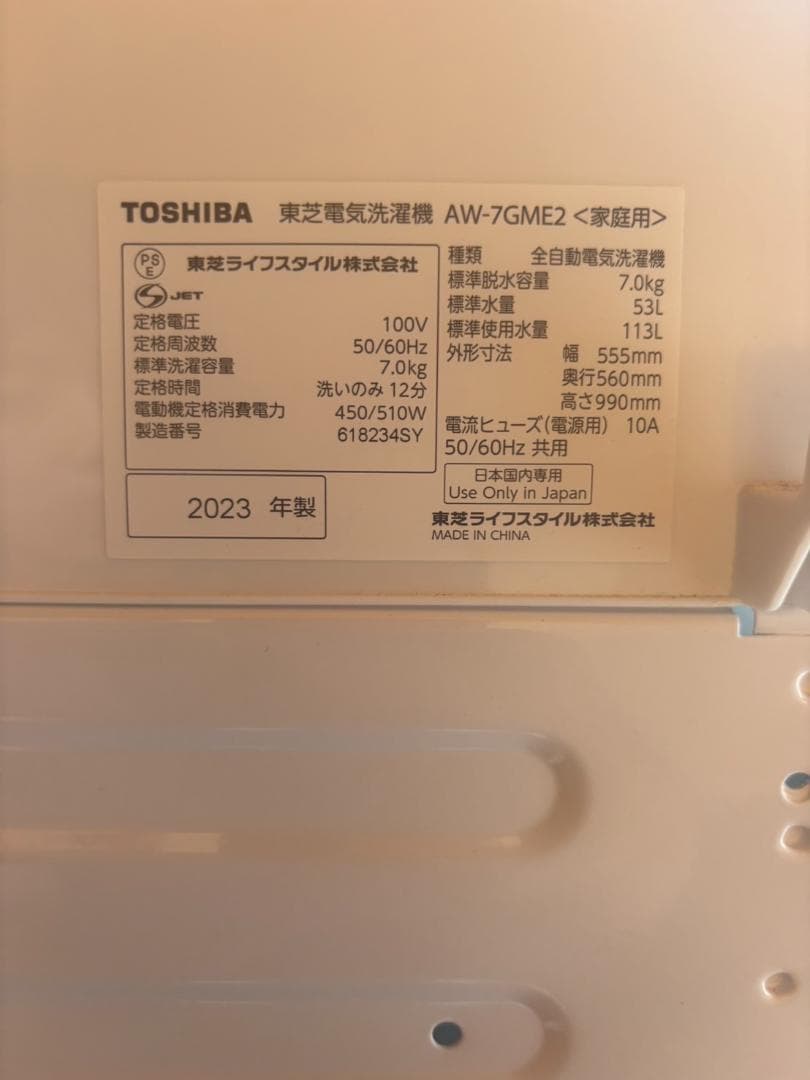 TOSHIBA 東芝電気洗濯機 AW-7GME2 <家庭用>
PSE 東芝ライフスタイル株式会社
S JET
定格電圧 100V
定格周波数 50/60Hz
標準洗濯容量 7.0kg
定格時間 洗いのみ 12分
電動機定格消費電力 450/510W
製造番号 618234SY
2023 年製
種類 全自動電気洗濯機
標準脱水容量 7.0kg
標準水量 53L
標準使用水量 113L
外形寸法 幅 555mm
奥行560mm
高さ990mm
電流ヒューズ(電源用) 10A
50/60Hz 共用
日本国内専用
Use Only in Japan
東芝ライフスタイル株式会社
MADE IN CHINA